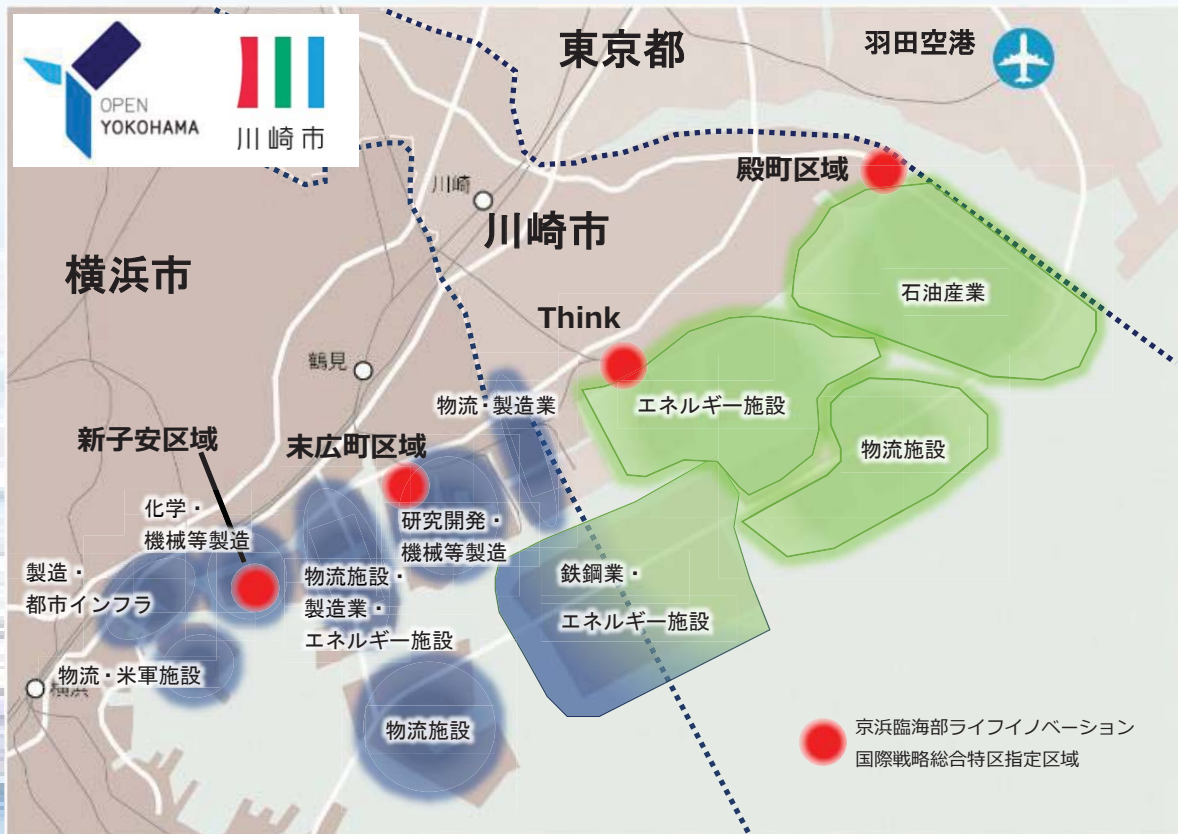 OPEN
YOKOHAMA
川崎市
東京都
羽田空港
殿町区域
川崎
川崎市
横浜市
石油産業
Think
鶴見
物流・製造業
エネルギー施設
新子安区域
末広町区域
物流施設
化学・
機械等製造
研究開発・
機械等製造
製造・
都市インフラ
物流施設・
製造業・
エネルギー施設
鉄鋼業・
エネルギー施設
物流・米軍施設
横浜
物流施設
京浜臨海部ライフイノベーション
国際戦略総合特区指定区域